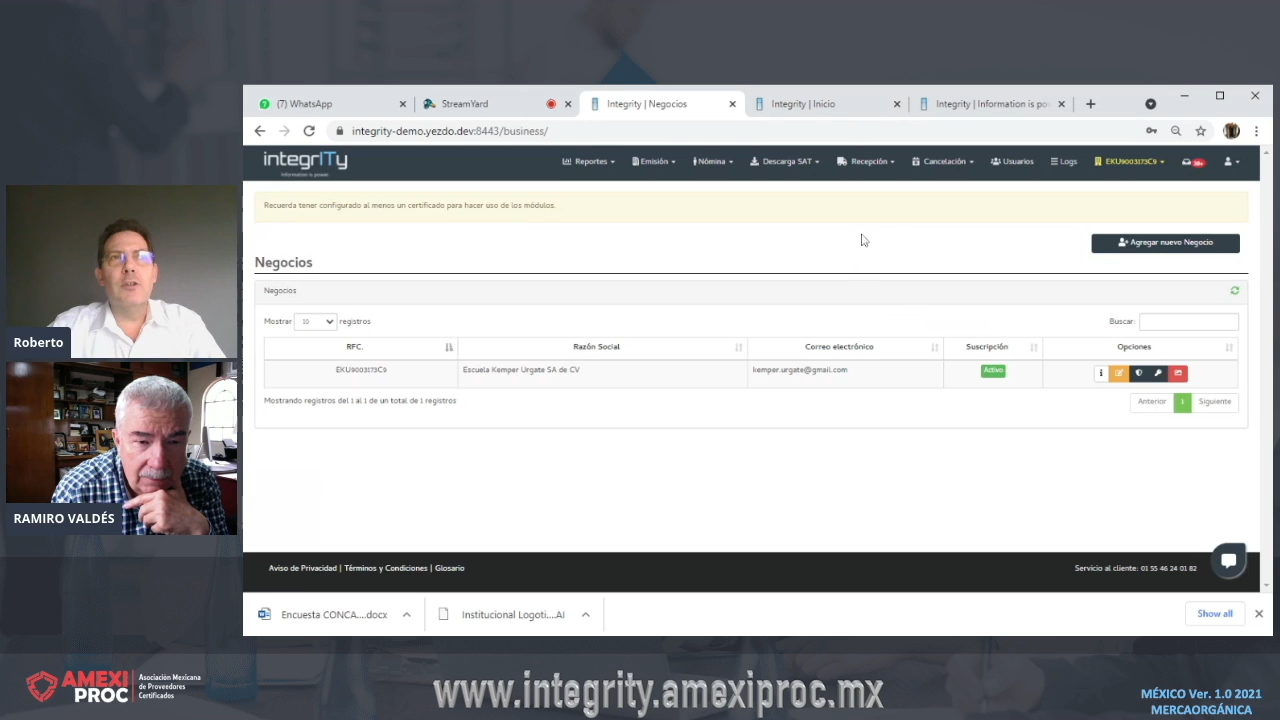 (7) WhatsApp
StreamYard
Integrity | Negocios
Integrity | Inicio
Integrity | Information is po
integrity-demo.yezdo.dev:8443/business/
integrITy
Information is power.
Reportes
Emisión
Nómina
Descarga SAT
Recepción
Cancelación
Usuarios
Logs
EKU9003173C9
Recuerda tener configurado al menos un certificado para hacer uso de los módulos.
Agregar nuevo Negocio
Negocios
Negocios
Mostrar 10 registros
Buscar:
RFC. Razón Social Correo electrónico Suscripción Opciones
EKU9003173C9 Escuela Kemper Urgate SA de CV kemper.urgate@gmail.com Activo
Mostrando registros del 1 al 1 de un total de 1 registros
Anterior 1 Siguiente
Roberto
RAMIRO VALDÉS
Aviso de Privacidad | Términos y Condiciones | Glosario
Servicio al cliente: 01 55 46 24 01 82
Encuesta CONCA....docx
Institucional Logoti....AI
Show all
AMEXI
PROC
Asociación Mexicana
de Proveedores
Certificados
www.integrity.amexiproc.mx
MÉXICO Ver. 1.0 2021
MERCAORGÁNICA